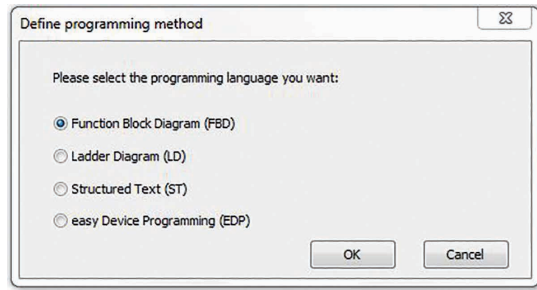 Define programming method
Please select the programming language you want:
Function Block Diagram (FBD)
Ladder Diagram (LD)
Structured Text (ST)
easy Device Programming (EDP)
OK
Cancel